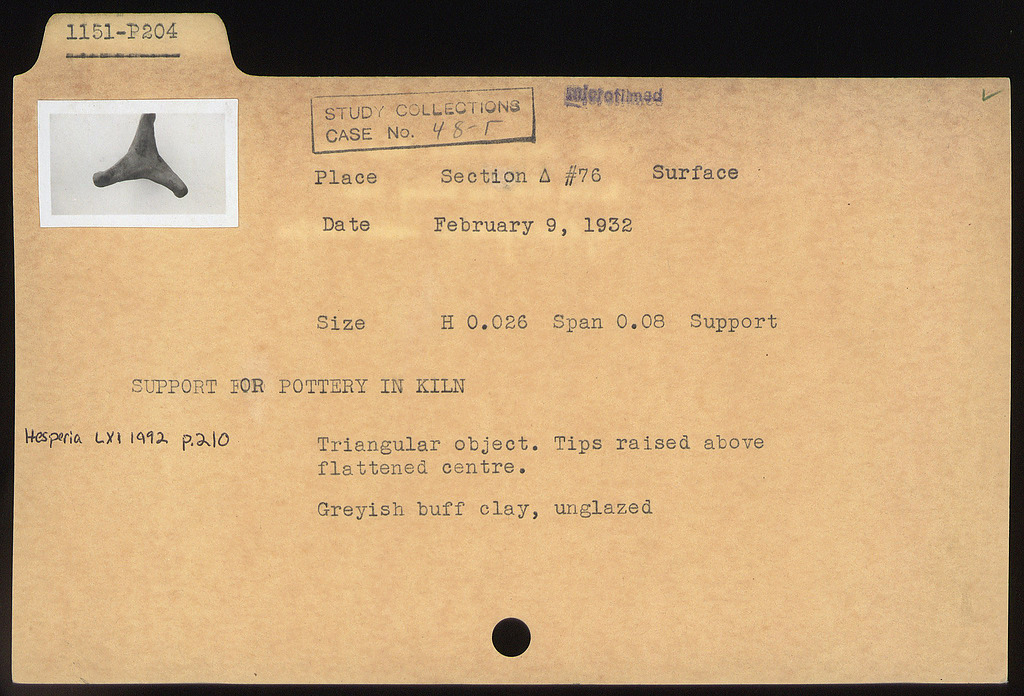 1151-P204
STUDY COLLECTIONS
CASE No. 48-Γ
microfilmed
Place Section Δ #76 Surface
Date February 9, 1932
Size H 0.026 Span 0.08 Support
SUPPORT FOR POTTERY IN KILN
Hesperia LXI 1992 p.210
Triangular object. Tips raised above
flattened centre.
Greyish buff clay, unglazed